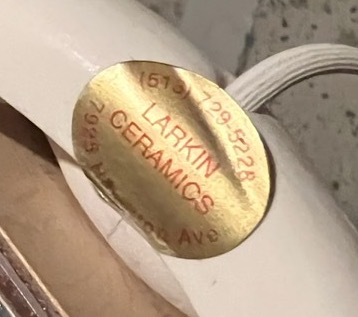 (513) 729-5228
LARKIN
CERAMICS
7925 Ave